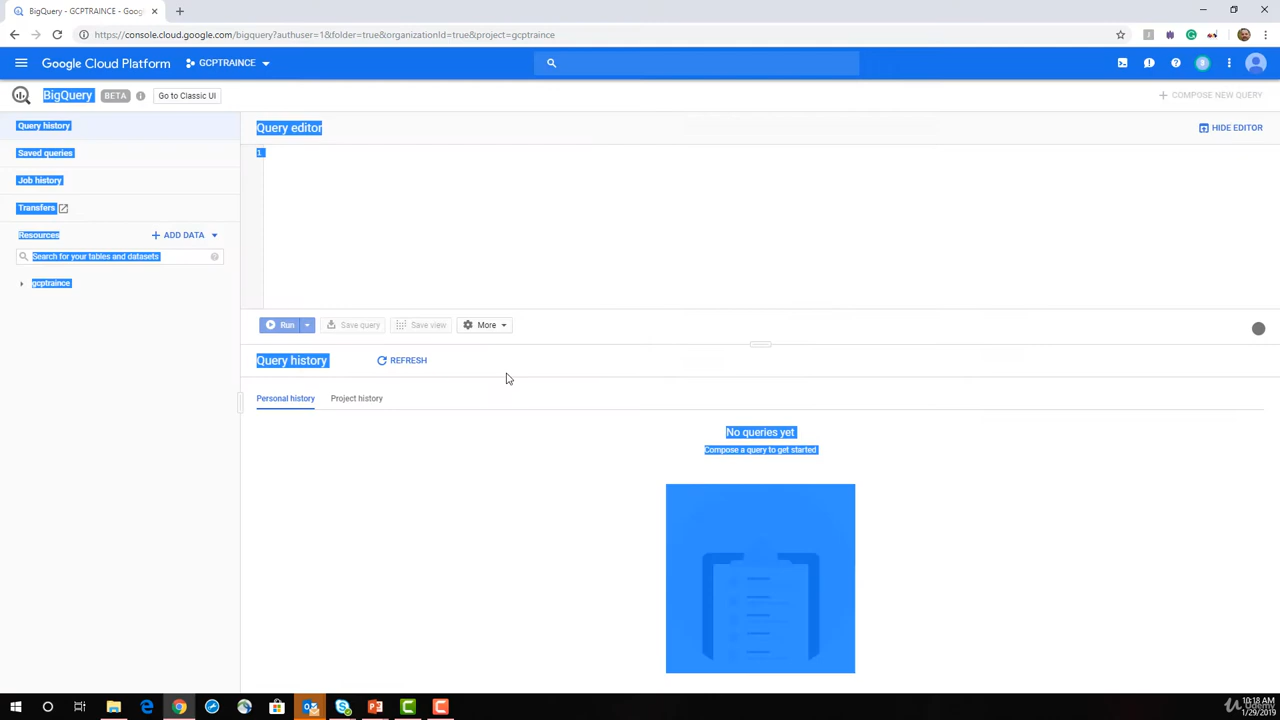 BigQuery - GCPTRAINCE - Goog
https://console.cloud.google.com/bigquery?authuser=1&folder=true&organizationId=true&project=gcptraince
Google Cloud Platform
GCPTRAINCE
BigQuery
BETA
Go to Classic UI
COMPOSE NEW QUERY
Query history
Saved queries
Job history
Transfers
Resources
ADD DATA
Search for your tables and datasets
gcptraince
Query editor
HIDE EDITOR
1
Run
Save query
Save view
More
Query history
REFRESH
Personal history
Project history
No queries yet
Compose a query to get started
10:18 AM
1/29/2019
Udemy